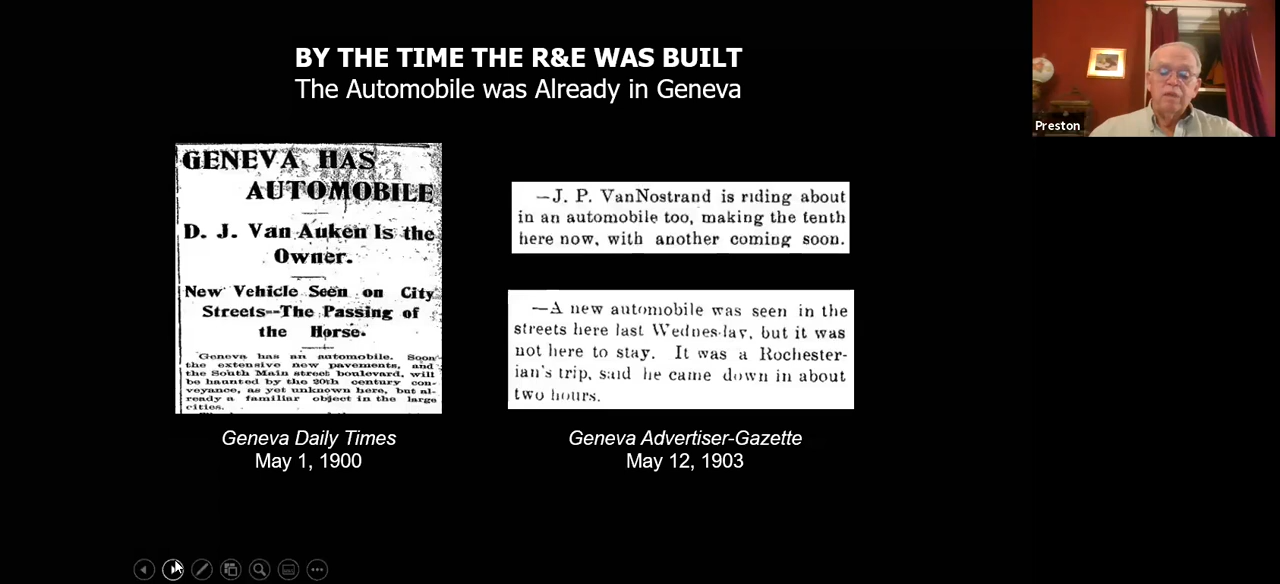 BY THE TIME THE R&E WAS BUILT
The Automobile was Already in Geneva
Preston
GENEVA HAS
AUTOMOBILE
D. J. Van Auken Is the
Owner.
New Vehicle Seen on City
Streets--The Passing of
the Horse.
Geneva has an automobile. Soon
the extensive new pavements, and
the South Main street boulevard, will
be haunted by the 20th century con-
veyance, as yet unknown here, but al-
ready a familiar object in the large
cities.
Geneva Daily Times
May 1, 1900
—J. P. VanNostrand is riding about
in an automobile too, making the tenth
here now, with another coming soon.
—A new automobile was seen in the
streets here last Wednesday, but it was
not here to stay. It was a Rochester-
ian's trip, said he came down in about
two hours.
Geneva Advertiser-Gazette
May 12, 1903